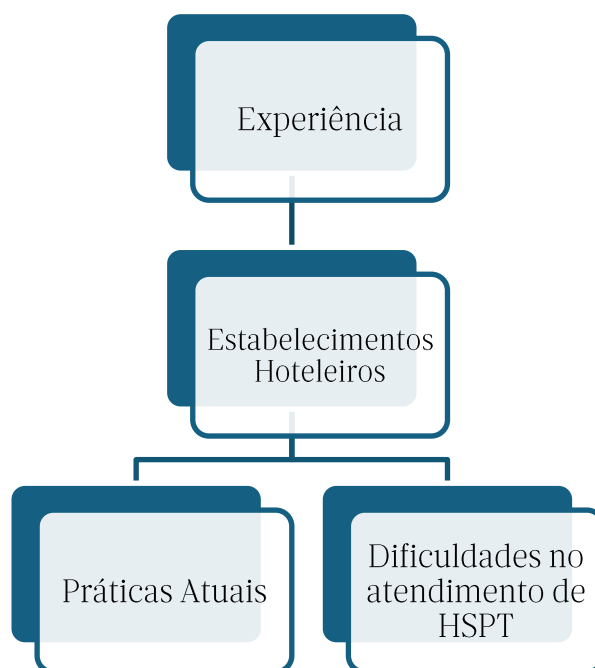 Experiência
Estabelecimentos
Hoteleiros
Práticas Atuais
Dificuldades no
atendimento de
HSPT